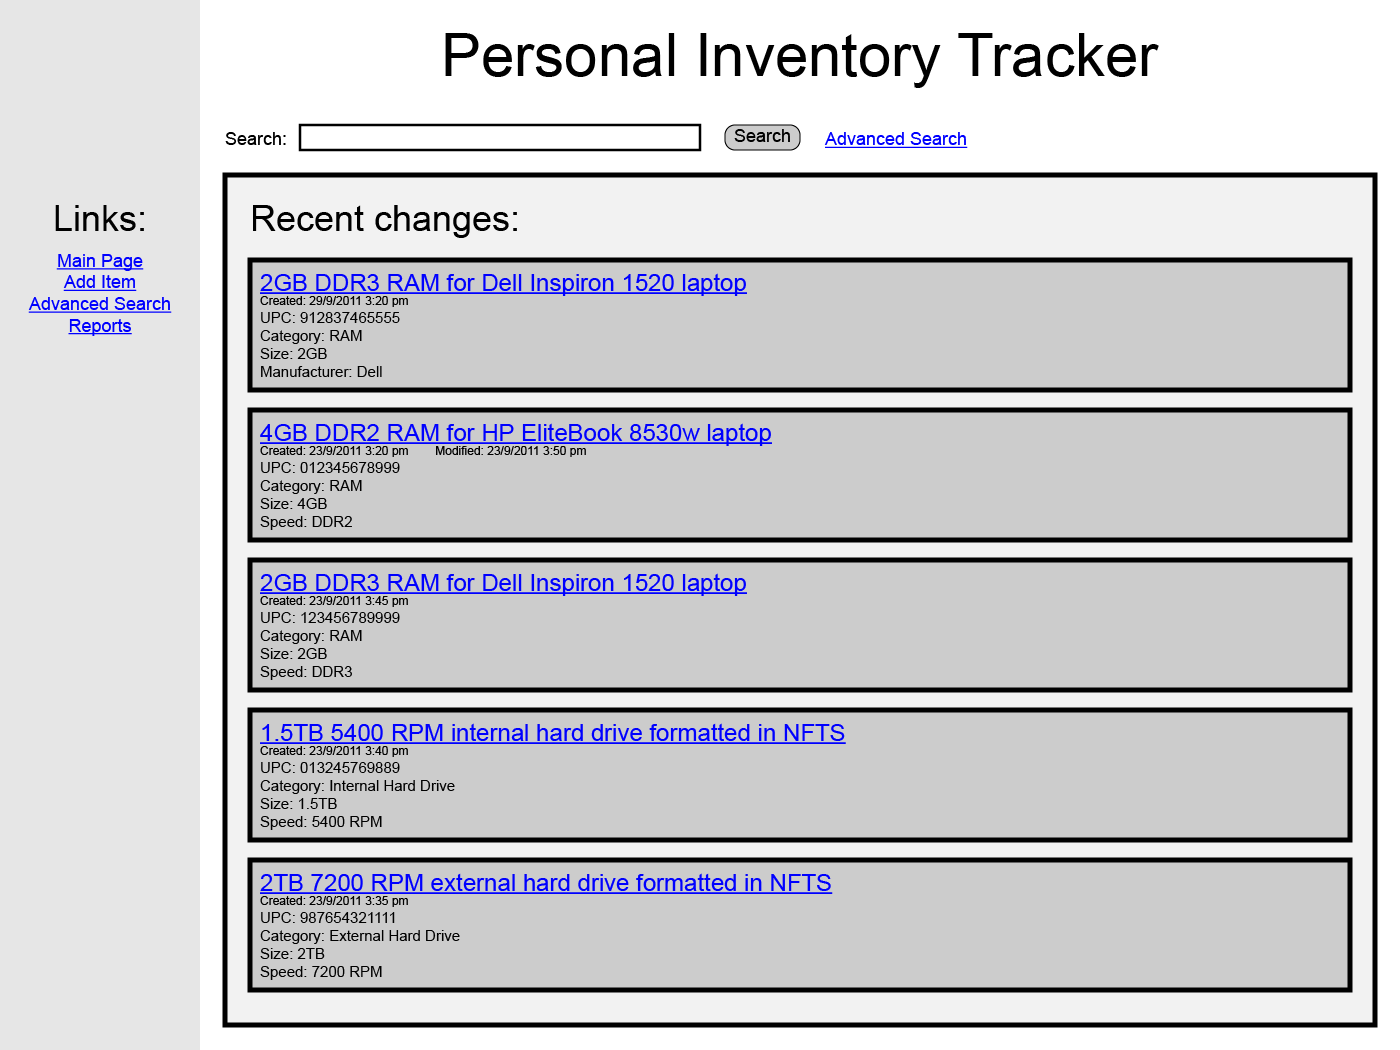 Personal Inventory Tracker
Search: Search Advanced Search
Links:
Main Page
Add Item
Advanced Search
Reports
Recent changes:
2GB DDR3 RAM for Dell Inspiron 1520 laptop
Created: 29/9/2011 3:20 pm
UPC: 912837465555
Category: RAM
Size: 2GB
Manufacturer: Dell
4GB DDR2 RAM for HP EliteBook 8530w laptop
Created: 23/9/2011 3:20 pm Modified: 23/9/2011 3:50 pm
UPC: 012345678999
Category: RAM
Size: 4GB
Speed: DDR2
2GB DDR3 RAM for Dell Inspiron 1520 laptop
Created: 23/9/2011 3:45 pm
UPC: 123456789999
Category: RAM
Size: 2GB
Speed: DDR3
1.5TB 5400 RPM internal hard drive formatted in NFTS
Created: 23/9/2011 3:40 pm
UPC: 013245769889
Category: Internal Hard Drive
Size: 1.5TB
Speed: 5400 RPM
2TB 7200 RPM external hard drive formatted in NFTS
Created: 23/9/2011 3:35 pm
UPC: 987654321111
Category: External Hard Drive
Size: 2TB
Speed: 7200 RPM